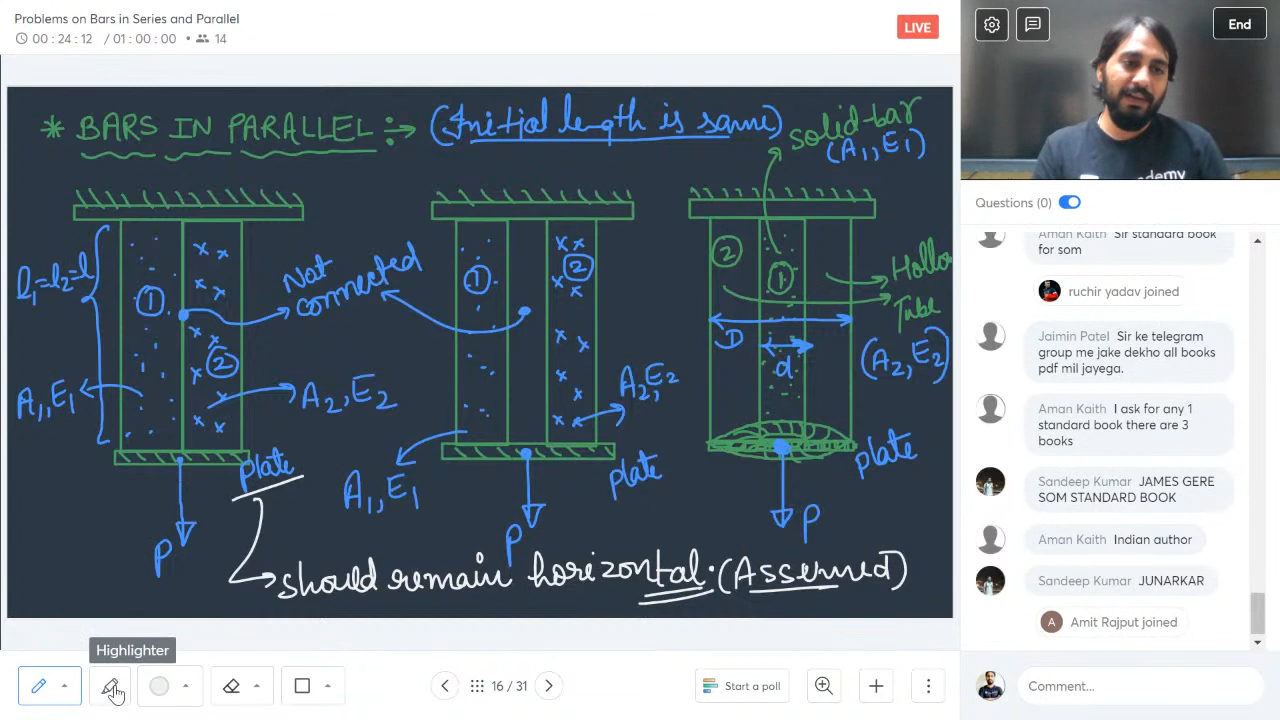 Problems on Bars in Series and Parallel
00 : 24 : 12 / 01 : 00 : 00 • 14
LIVE
End
* BARS IN PARALLEL :→ (Initial length is same)
solid-bar
(A1, E1)
l1=l2=l
1
2
Not
connected
1
2
2
1
Hollo
Tube
D
d
(A2, E2)
A1, E1
A2, E2
A2, E2
A1, E1
plate
plate
plate
P
P
P
should remain horizontal. (Assumed)
Highlighter
16 / 31
Start a poll
Questions (0)
Aman Kaith Sir standard book
for som
ruchir yadav joined
Jaimin Patel Sir ke telegram
group me jake dekho all books
pdf mil jayega.
Aman Kaith I ask for any 1
standard book there are 3
books
Sandeep Kumar JAMES GERE
SOM STANDARD BOOK
Aman Kaith Indian author
Sandeep Kumar JUNARKAR
A Amit Rajput joined
Comment...